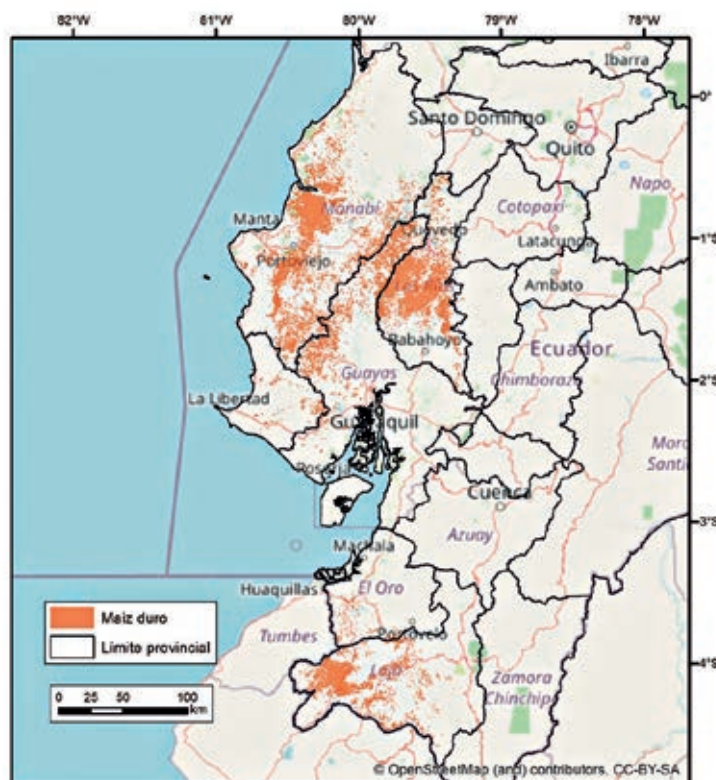 82°W 81°W 80°W 79°W 78°W
Ibarra
0°
Santo Domingo
Quito
Napo
Manabí
Cotopaxi
Manta
Quevedo
1°S
Portoviejo
Latacunga
Ambato
Babahoyo
Ecuador
2°S
Guayas
Chimborazo
La Libertad
Guayaquil
Cuenca
3°S
Azuay
Machala
Huaquillas
El Oro
Maíz duro
Límite provincial
Tumbes
Portovelo
4°S
Loja
Zamora
Chinchipe
0 25 50 100
km
© OpenStreetMap (and) contributors, CC-BY-SA